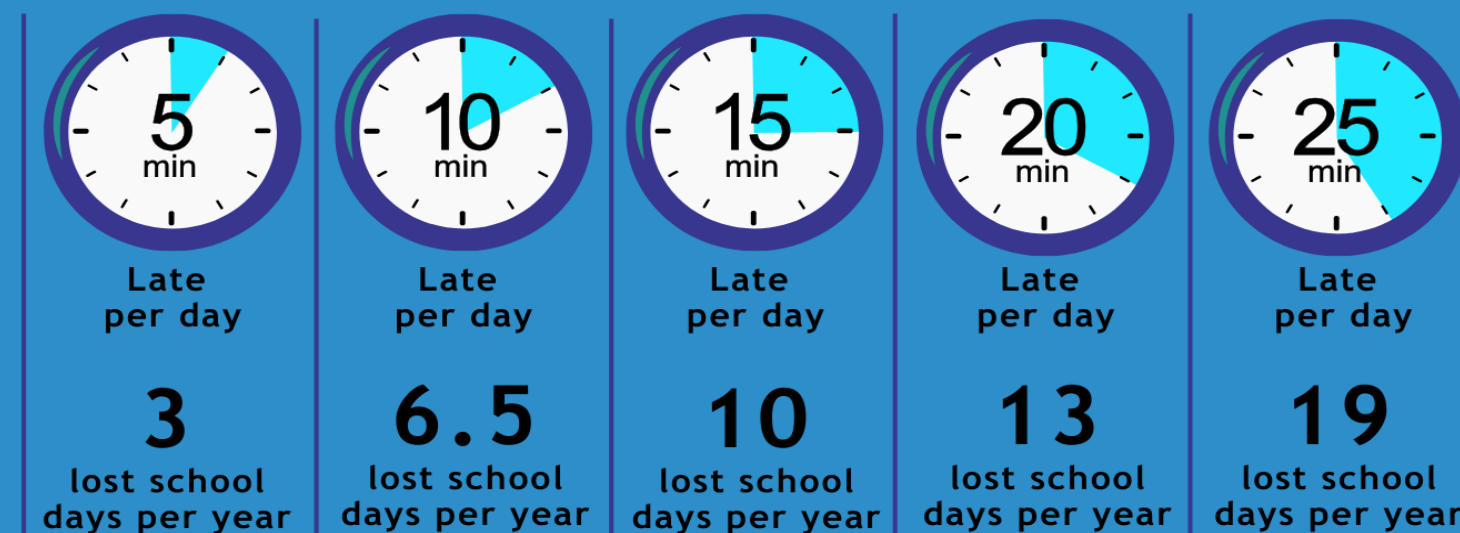 5
min
Late
per day
3
lost school
days per year
10
min
Late
per day
6.5
lost school
days per year
15
min
Late
per day
10
lost school
days per year
20
min
Late
per day
13
lost school
days per year
25
min
Late
per day
19
lost school
days per year